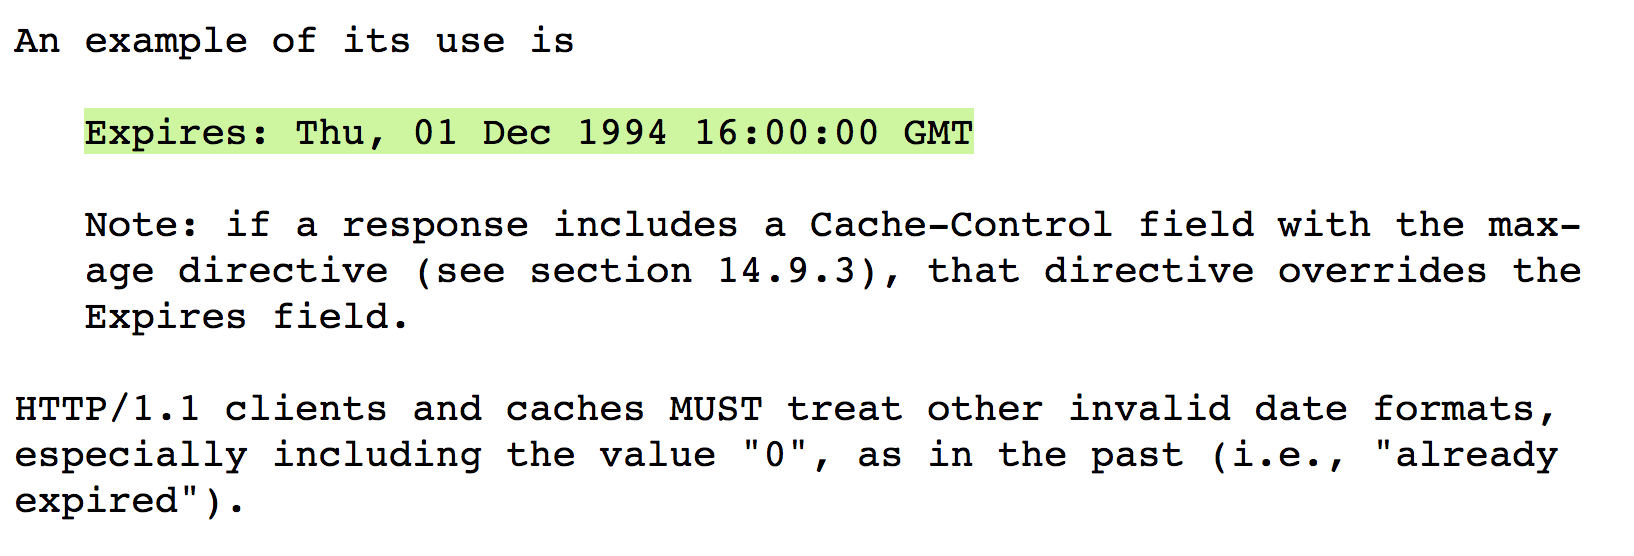 An example of its use is
Expires: Thu, 01 Dec 1994 16:00:00 GMT
Note: if a response includes a Cache-Control field with the max-
age directive (see section 14.9.3), that directive overrides the
Expires field.
HTTP/1.1 clients and caches MUST treat other invalid date formats,
especially including the value "0", as in the past (i.e., "already
expired").